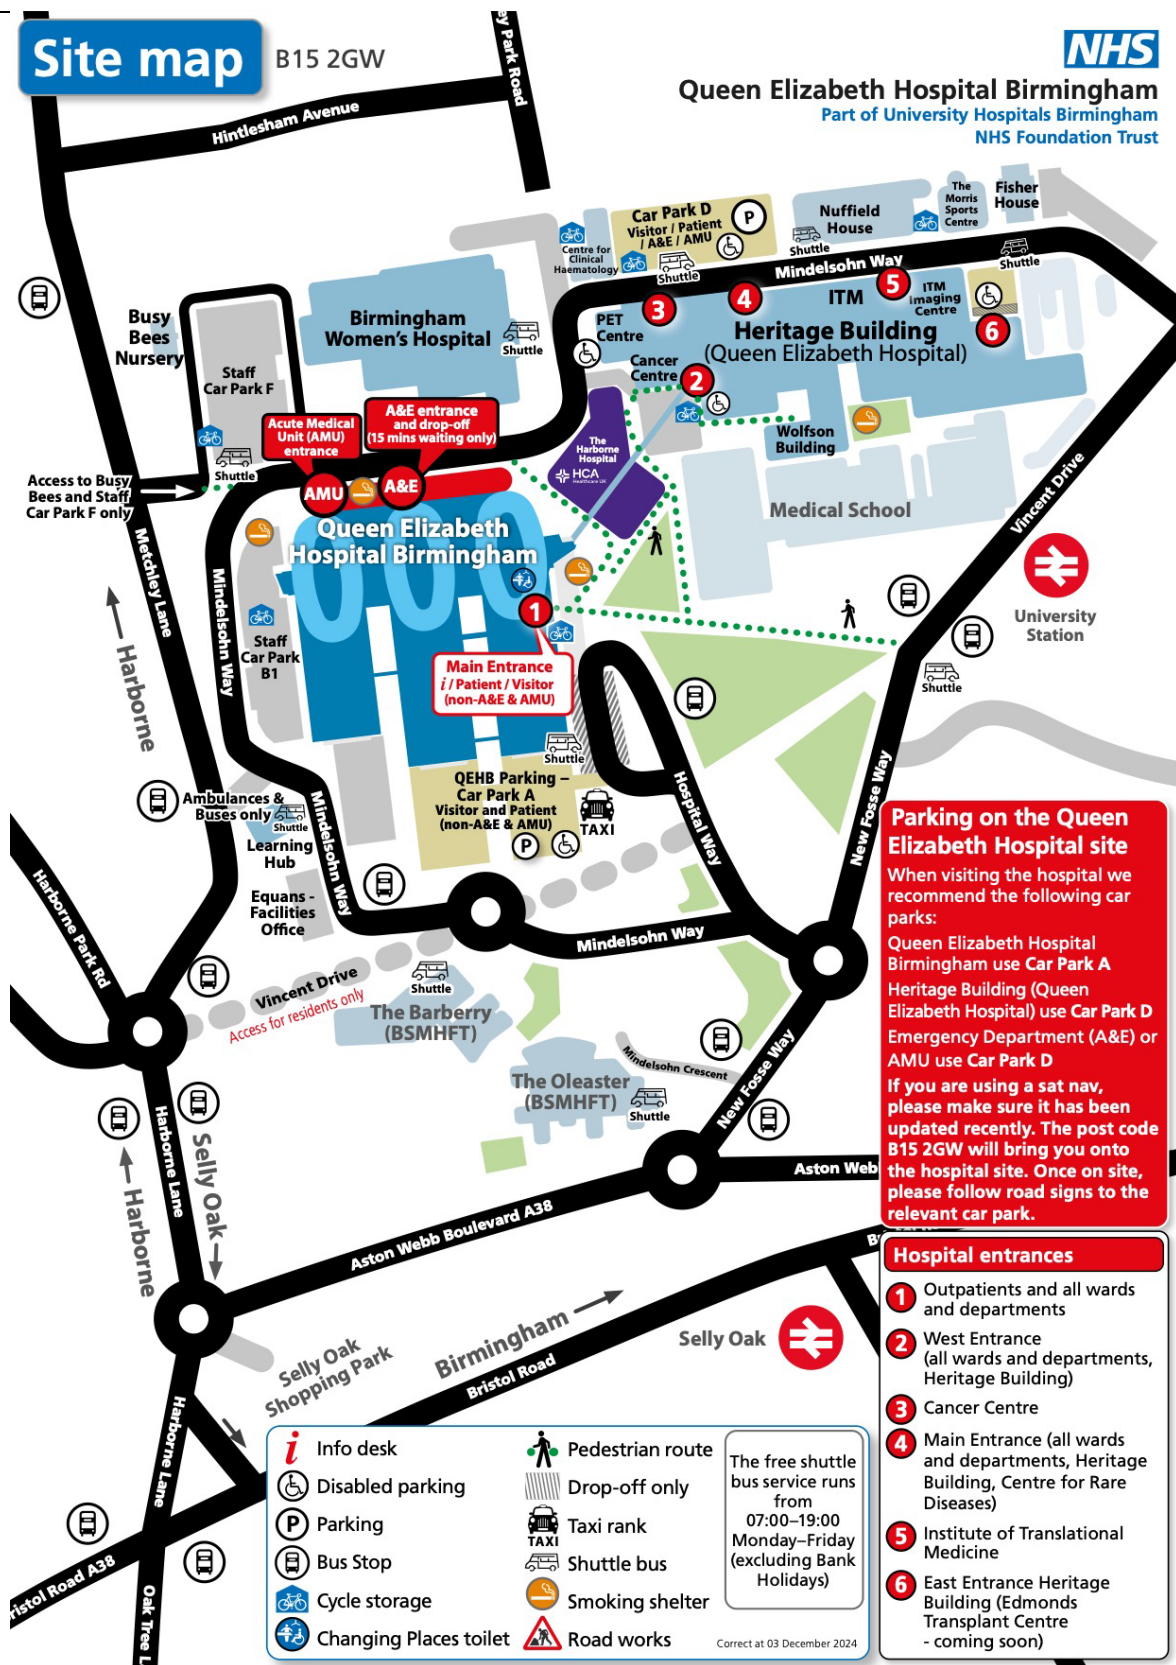 Site map
B15 2GW
NHS
Queen Elizabeth Hospital Birmingham
Part of University Hospitals Birmingham
NHS Foundation Trust
ey Park Road
Hintlesham Avenue
Car Park D
Visitor / Patient
/ A&E / AMU
P
Shuttle
Centre for
Clinical
Haematology
Nuffield
House
Shuttle
The
Morris
Sports
Centre
Fisher
House
Shuttle
Mindelsohn Way
Busy
Bees
Nursery
Staff
Car Park F
Birmingham
Women's Hospital
Shuttle
PET
Centre
3
4
5
ITM
ITM
Imaging
Centre
6
Heritage Building
(Queen Elizabeth Hospital)
Cancer
Centre
2
Wolfson
Building
The
Harborne
Hospital
HCA
Healthcare UK
Medical School
Vincent Drive
Acute Medical
Unit (AMU)
entrance
A&E entrance
and drop-off
(15 mins waiting only)
Shuttle
AMU
A&E
Access to Busy
Bees and Staff
Car Park F only
Queen Elizabeth
Hospital Birmingham
Metchley Lane
Mindelsohn Way
Harborne
Staff
Car Park
B1
1
Main Entrance
i / Patient / Visitor
(non-A&E & AMU)
University
Station
Shuttle
Shuttle
QEHB Parking –
Car Park A
Visitor and Patient
(non-A&E & AMU)
P
TAXI
Hospital Way
New Fosse Way
Ambulances &
Buses only
Shuttle
Learning
Hub
Mindelsohn Way
Equans -
Facilities
Office
Harborne Park Rd
Mindelsohn Way
Vincent Drive
Access for residents only
Shuttle
The Barberry
(BSMHFT)
The Oleaster
(BSMHFT)
Shuttle
Mindelsohn Crescent
New Fosse Way
Harborne Lane
Selly Oak
Harborne
Aston Webb
Aston Webb Boulevard A38
Selly Oak
Shopping Park
Birmingham
Bristol Road
Selly Oak
Harborne Lane
Bristol Road A38
Oak Tree L
Parking on the Queen
Elizabeth Hospital site
When visiting the hospital we
recommend the following car
parks:
Queen Elizabeth Hospital
Birmingham use Car Park A
Heritage Building (Queen
Elizabeth Hospital) use Car Park D
Emergency Department (A&E) or
AMU use Car Park D
If you are using a sat nav,
please make sure it has been
updated recently. The post code
B15 2GW will bring you onto
the hospital site. Once on site,
please follow road signs to the
relevant car park.
Hospital entrances
1 Outpatients and all wards
and departments
2 West Entrance
(all wards and departments,
Heritage Building)
3 Cancer Centre
4 Main Entrance (all wards
and departments, Heritage
Building, Centre for Rare
Diseases)
5 Institute of Translational
Medicine
6 East Entrance Heritage
Building (Edmonds
Transplant Centre
- coming soon)
i Info desk
Disabled parking
P Parking
Bus Stop
Cycle storage
Changing Places toilet
Pedestrian route
Drop-off only
TAXI Taxi rank
Shuttle bus
Smoking shelter
Road works
The free shuttle
bus service runs
from
07:00–19:00
Monday–Friday
(excluding Bank
Holidays)
Correct at 03 December 2024